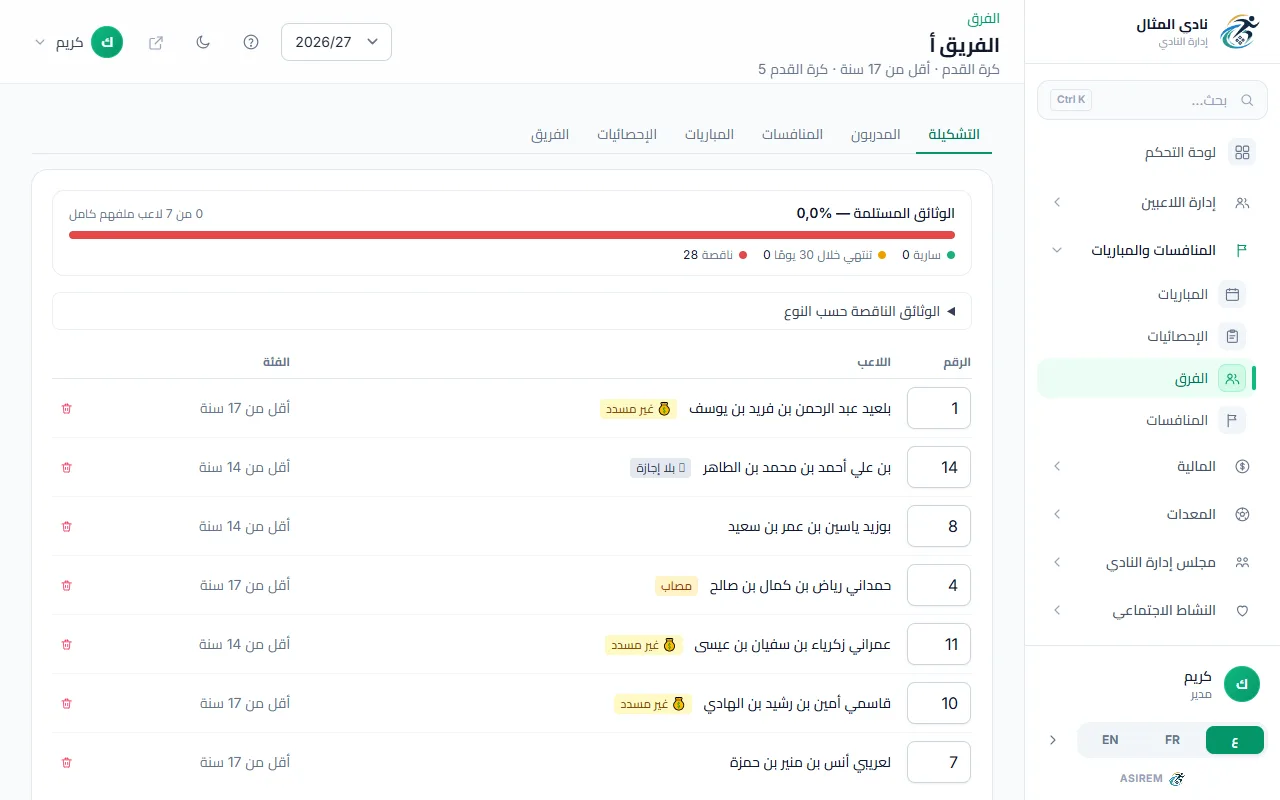 نادي المثال
إدارة النادي
بحث...
Ctrl K
لوحة التحكم
إدارة اللاعبين
المنافسات والمباريات
المباريات
الإحصائيات
الفرق
المنافسات
المالية
المعدات
مجلس إدارة النادي
النشاط الاجتماعي
ك
كريم
مدير
ع FR EN
ASIREM
الفرق
الفريق أ
كرة القدم · أقل من 17 سنة · كرة القدم 5
2026/27
ك كريم
التشكيلة المدربون المنافسات المباريات الإحصائيات الفريق
الوثائق المستلمة — 0,0%
0 من 7 لاعب ملفهم كامل
سارية 0 تنتهي خلال 30 يومًا 0 ناقصة 28
الوثائق الناقصة حسب النوع
الرقم اللاعب الفئة
1 بلعيد عبد الرحمن بن فريد بن يوسف غير مسدد أقل من 17 سنة
14 بن علي أحمد بن محمد بن الطاهر بلا إجازة أقل من 14 سنة
8 بوزيد ياسين بن عمر بن سعيد أقل من 14 سنة
4 حمداني رياض بن كمال بن صالح مصاب أقل من 17 سنة
11 عمراني زكرياء بن سفيان بن عيسى غير مسدد أقل من 14 سنة
10 قاسمي أمين بن رشيد بن الهادي غير مسدد أقل من 17 سنة
7 لعريبي أنس بن منير بن حمزة أقل من 17 سنة